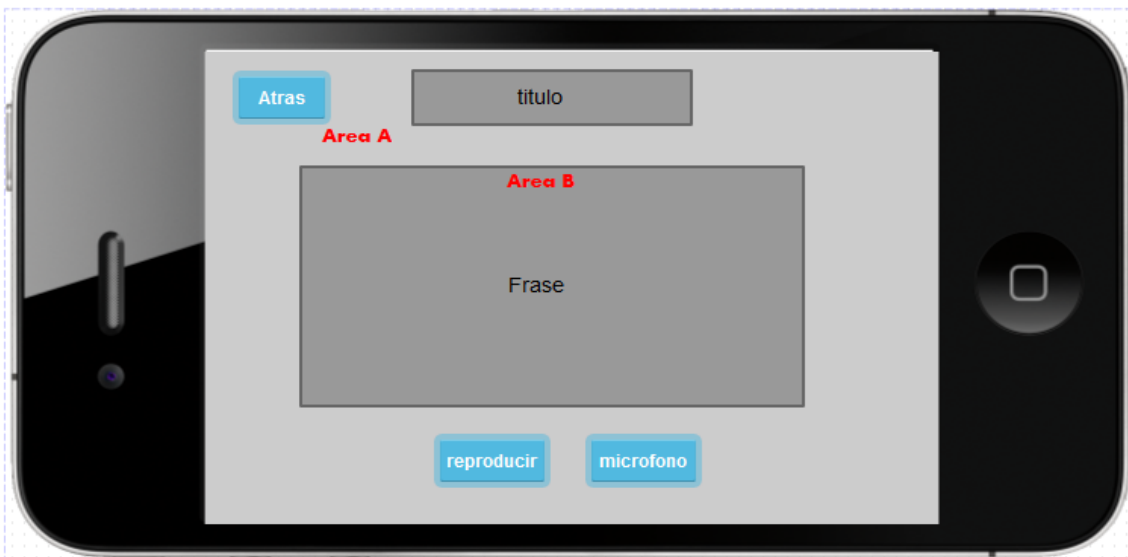 Atras
titulo
Area A
Area B
Frase
reproducir
microfono